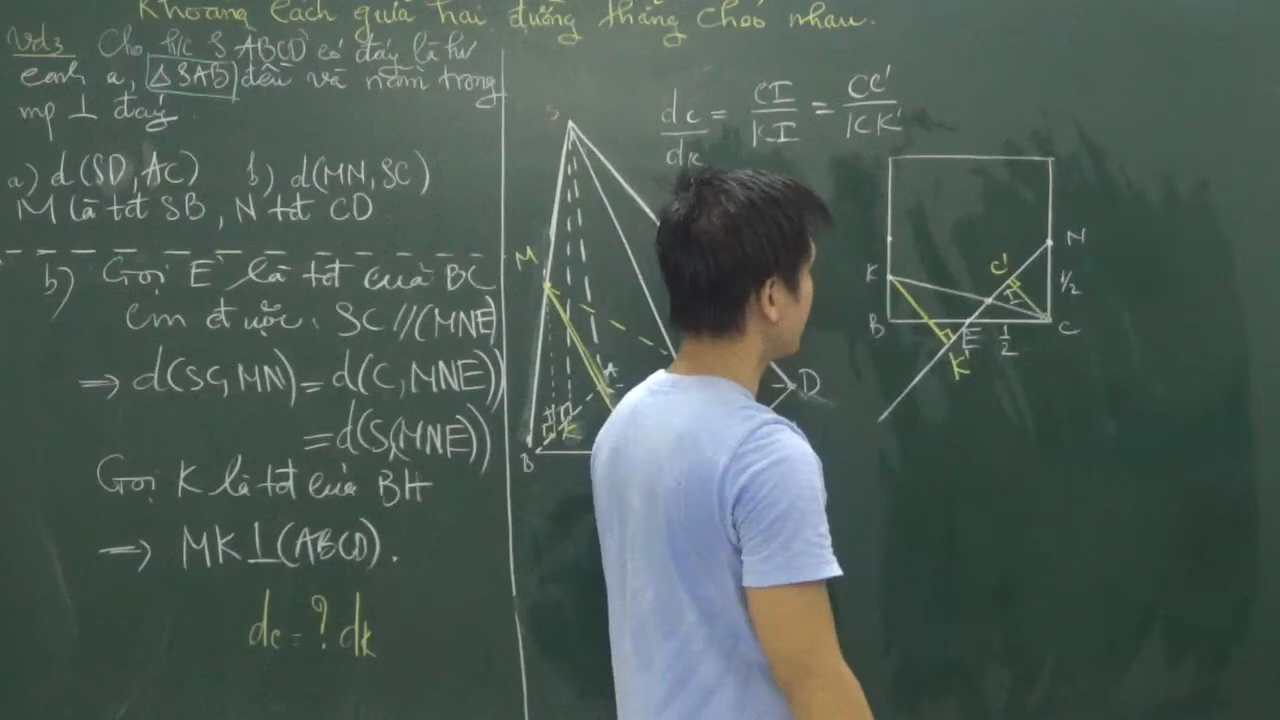 Khoảng cách giữa hai đường thẳng chéo nhau.
Vd3 Cho h/c S ABCD có đáy là hv
cạnh a, △SAB đều và nằm trong
mp ⊥ đáy.
a) d(SD, AC) b) d(MN, SC)
M là tđ SB, N tđ CD
b) Gọi E là tđ của BC
Cm được: SC // (MNE)
=> d(SC, MN) = d(C, (MNE))
= d(S, (MNE))
Gọi K là tđ của BH
=> MK ⊥ (ABCD).
dc = ? dk
S
M
A
K
B
D
dc/dk = CI/KI = CC'/KK'
N
K
C'
I
1/2
B
E
1/2
C
K'